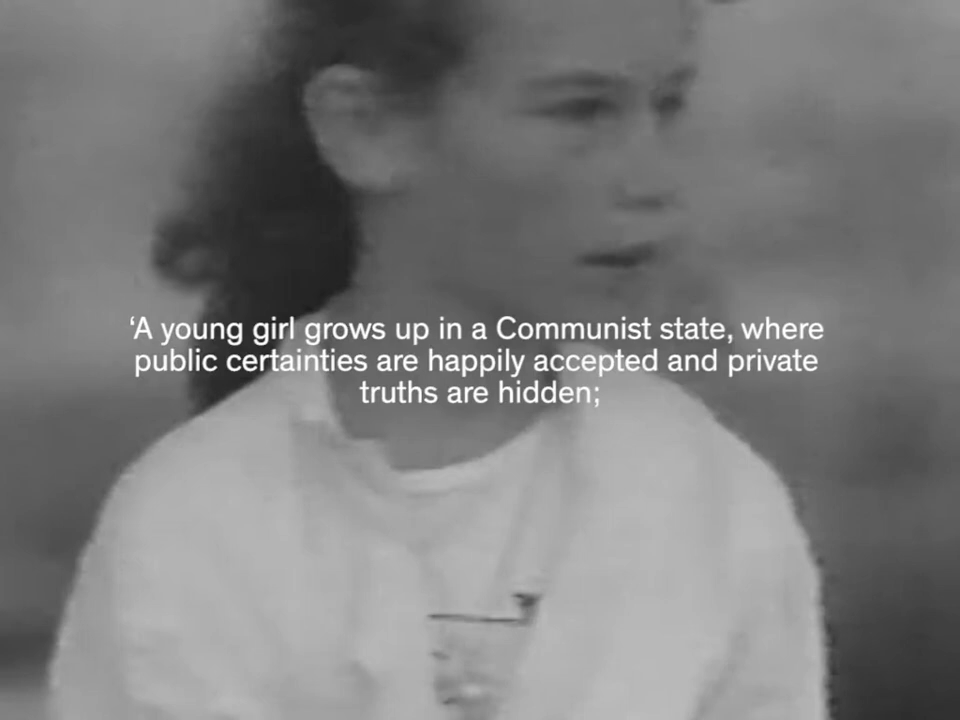 ‘A young girl grows up in a Communist state, where
public certainties are happily accepted and private
truths are hidden;